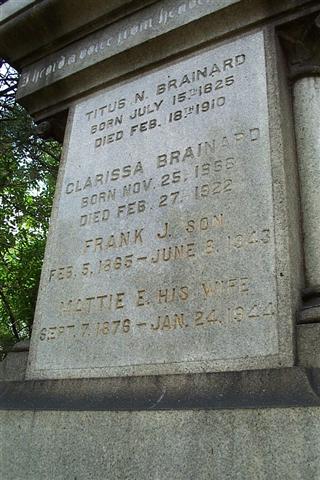 I heard a voice from heaven
TITUS N. BRAINARD
BORN JULY 15TH 1825
DIED FEB. 18TH 1910
CLARISSA BRAINARD
BORN NOV. 25, 1836
DIED FEB. 27, 1922
FRANK J. SON
FEB. 5, 1865 – JUNE 8, 1943
MATTIE E. HIS WIFE
SEPT. 7, 1876 – JAN. 24, 1944